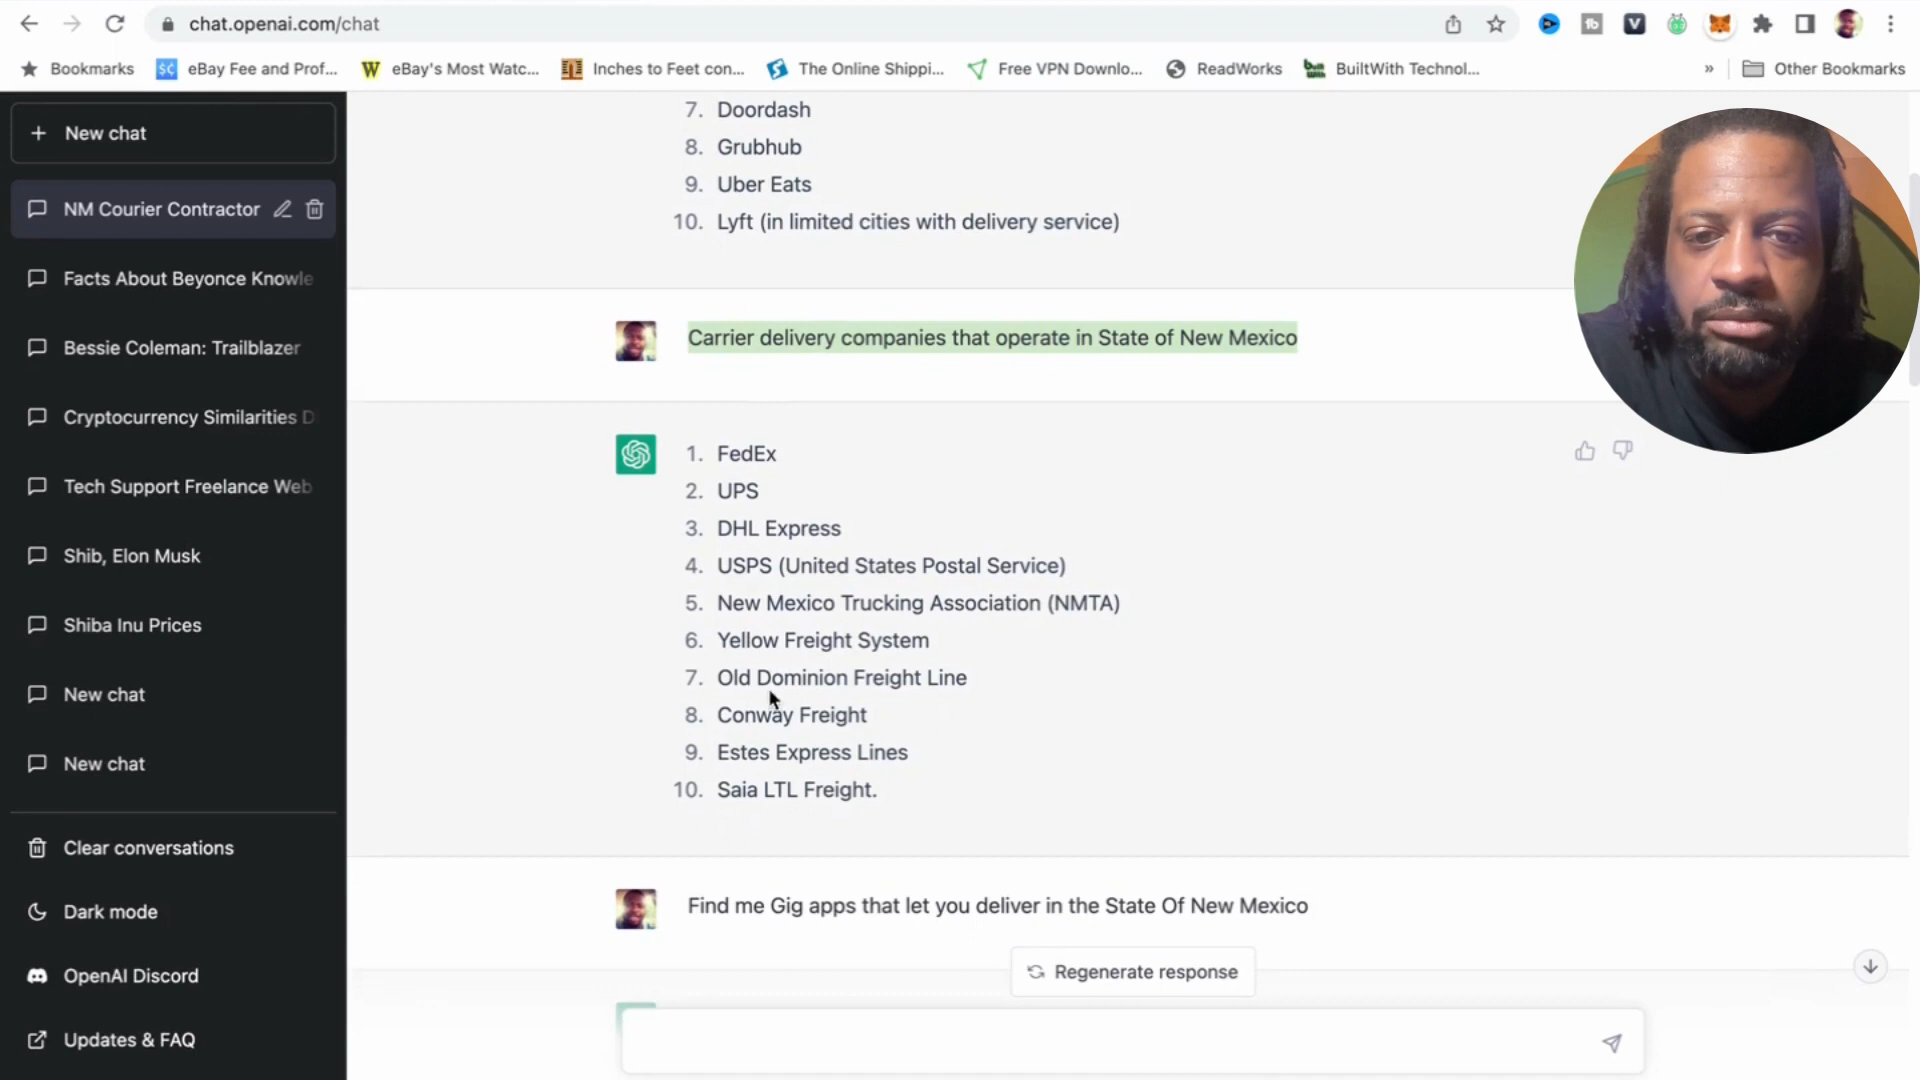 chat.openai.com/chat
Bookmarks
eBay Fee and Prof...
eBay's Most Watc...
Inches to Feet con...
The Online Shippi...
Free VPN Downlo...
ReadWorks
BuiltWith Technol...
»
Other Bookmarks
+ New chat
NM Courier Contractor
Facts About Beyonce Knowle
Bessie Coleman: Trailblazer
Cryptocurrency Similarities D
Tech Support Freelance Web
Shib, Elon Musk
Shiba Inu Prices
New chat
New chat
Clear conversations
Dark mode
OpenAI Discord
Updates & FAQ
7. Doordash
8. Grubhub
9. Uber Eats
10. Lyft (in limited cities with delivery service)
Carrier delivery companies that operate in State of New Mexico
1. FedEx
2. UPS
3. DHL Express
4. USPS (United States Postal Service)
5. New Mexico Trucking Association (NMTA)
6. Yellow Freight System
7. Old Dominion Freight Line
8. Conway Freight
9. Estes Express Lines
10. Saia LTL Freight.
Find me Gig apps that let you deliver in the State Of New Mexico
Regenerate response